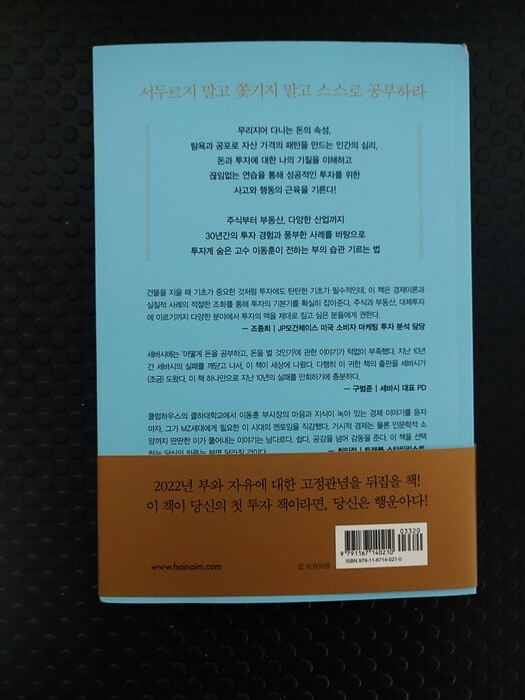 서두르지 말고 쫓기지 말고 스스로 공부하라
무리지어 다니는 돈의 속성,
탐욕과 공포로 자산 가격의 패턴을 만드는 인간의 심리,
돈과 투자에 대한 나의 기질을 이해하고
끊임없는 연습을 통해 성공적인 투자를 위한
사고와 행동의 근육을 기른다!
주식부터 부동산, 다양한 산업까지
30년간의 투자 경험과 풍부한 사례를 바탕으로
투자계 숨은 고수 이동훈이 전하는 부의 습관 기르는 법
건물을 지을 때 기초가 중요한 것처럼 투자에도 탄탄한 기초가 필수적인데, 이 책은 경제이론과
실질적 사례의 적절한 조화를 통해 투자의 기본기를 확실히 잡아준다. 주식과 부동산, 대체투자
에 이르기까지 다양한 분야에서 투자의 맥을 제대로 짚고 싶은 분들에게 권한다.
— 조종희 | JP모건체이스 미국 소비자 마케팅 투자 분석 담당
세바시에는 '어떻게 돈을 공부하고, 돈을 벌 것인가'에 관한 이야기가 턱없이 부족했다. 지난 10년
간 세바시의 실패를 깨닫고 나서, 이 책이 세상에 나왔다. 다행히 이 귀한 책의 출판을 세바시가
(조금) 도왔다. 이 책 하나만으로 지난 10년의 실패를 만회하기에 충분하다.
— 구범준 | 세바시 대표 PD
클럽하우스의 클하대학교에서 이동훈 부사장의 마음과 지식이 녹아 있는 경제 이야기를 듣자
마자, 그가 MZ세대에게 필요한 이 시대의 멘토임을 직감했다. 거시적 경제는 물론 인문학적 소
양까지 딴딴한 이가 풀어내는 이야기는 남다르다. 쉽다. 공감을 넘어 감동을 준다. 이 책을 선택
하는 당신의 하루는 분명 달라질 것이다.
2022년 부와 자유에 대한 고정관념을 뒤집을 책!
이 책이 당신의 첫 투자 책이라면, 당신은 행운아다!
03320
9 791167 140210
ISBN 979-11-6714-021-0
www.hainaim.com
값 16,800원